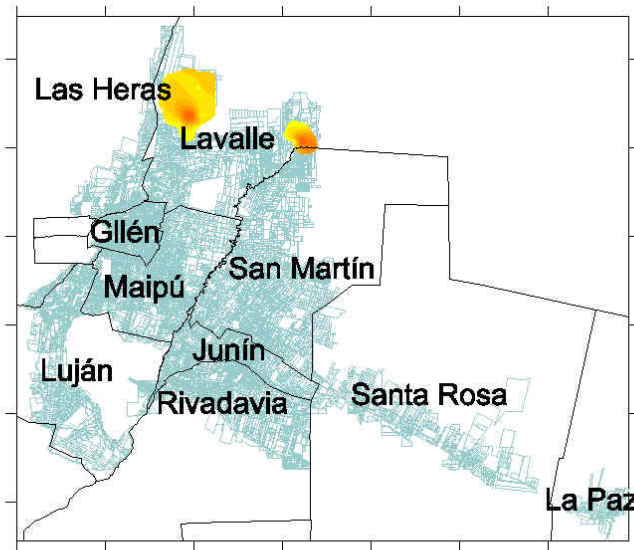 Las Heras
Lavalle
Gllén
San Martín
Maipú
Junín
Luján
Santa Rosa
Rivadavia
La Paz